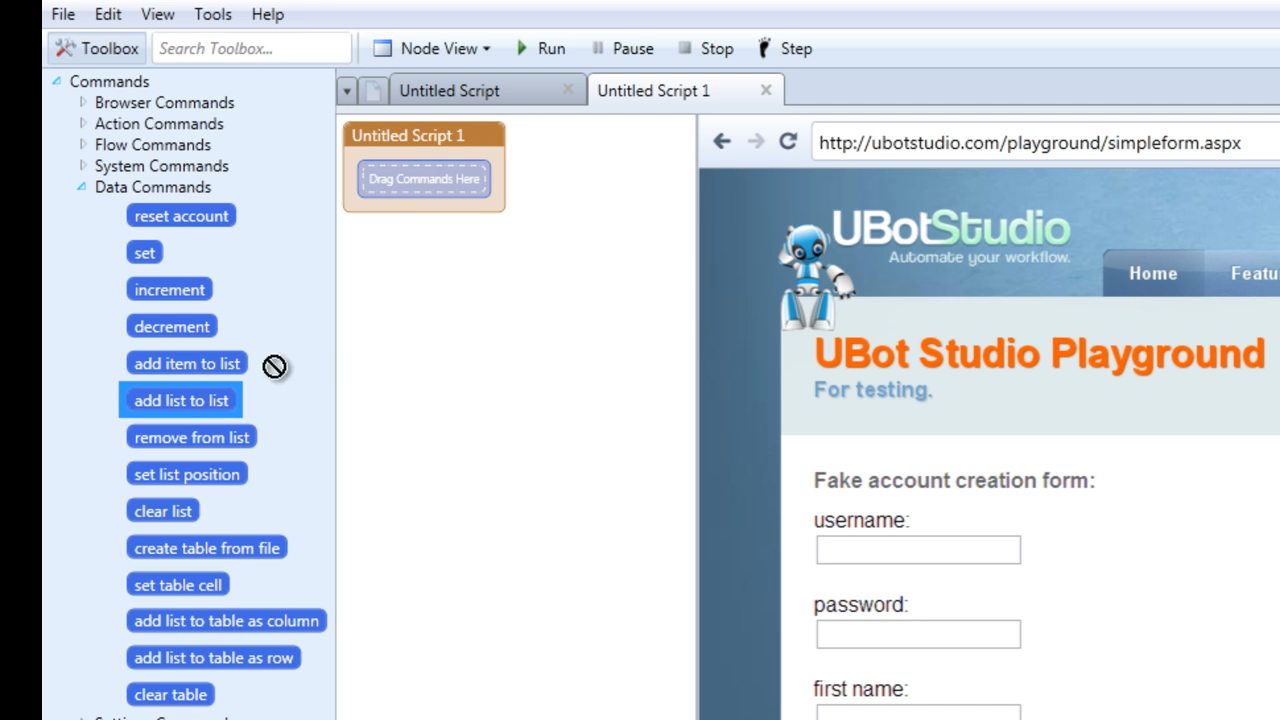 File Edit View Tools Help
Toolbox Search Toolbox... Node View Run Pause Stop Step
Commands
Browser Commands
Action Commands
Flow Commands
System Commands
Data Commands
reset account
set
increment
decrement
add item to list
add list to list
remove from list
set list position
clear list
create table from file
set table cell
add list to table as column
add list to table as row
clear table
Untitled Script Untitled Script 1
Untitled Script 1
Drag Commands Here
http://ubotstudio.com/playground/simpleform.aspx
UBotStudio
Automate your workflow.
Home Featu
UBot Studio Playground
For testing.
Fake account creation form:
username:
password:
first name: